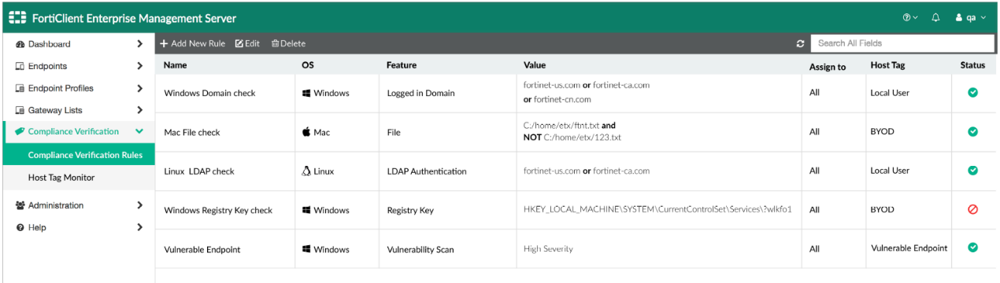 FortiClient Enterprise Management Server
qa
Dashboard
Endpoints
Endpoint Profiles
Gateway Lists
Compliance Verification
Compliance Verification Rules
Host Tag Monitor
Administration
Help
Add New Rule Edit Delete Search All Fields
Name OS Feature Value Assign to Host Tag Status
Windows Domain check Windows Logged in Domain fortinet-us.com or fortinet-ca.com
or fortinet-cn.com All Local User
Mac File check Mac File C:/home/etx/ftnt.txt and
NOT C:/home/etx/123.txt All BYOD
Linux LDAP check Linux LDAP Authentication fortinet-us.com or fortinet-ca.com All Local User
Windows Registry Key check Windows Registry Key HKEY_LOCAL_MACHINE\SYSTEM\CurrentControlSet\Services\?wlkfo1 All BYOD
Vulnerable Endpoint Windows Vulnerability Scan High Severity All Vulnerable Endpoint